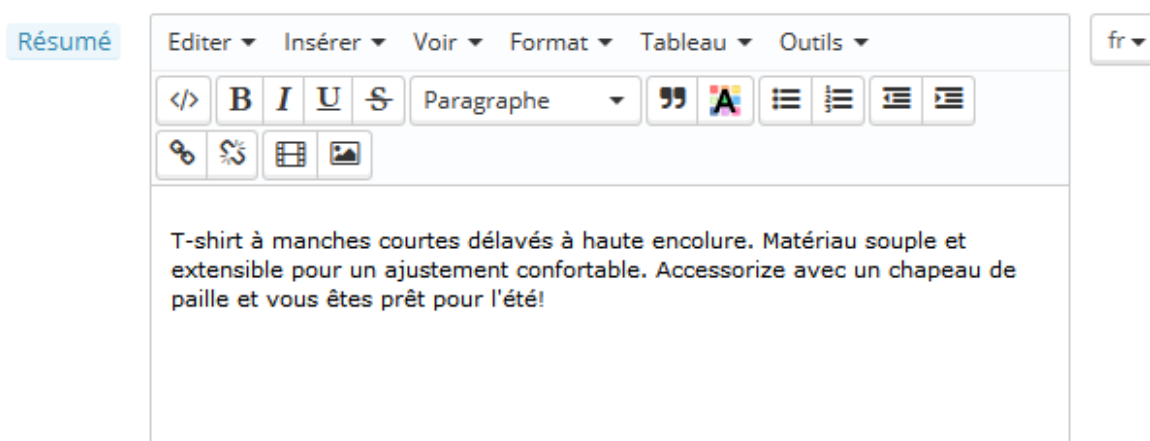 Résumé
Editer Insérer Voir Format Tableau Outils
fr
</> B I U S Paragraphe A
T-shirt à manches courtes délavés à haute encolure. Matériau souple et
extensible pour un ajustement confortable. Accessorize avec un chapeau de
paille et vous êtes prêt pour l'été!